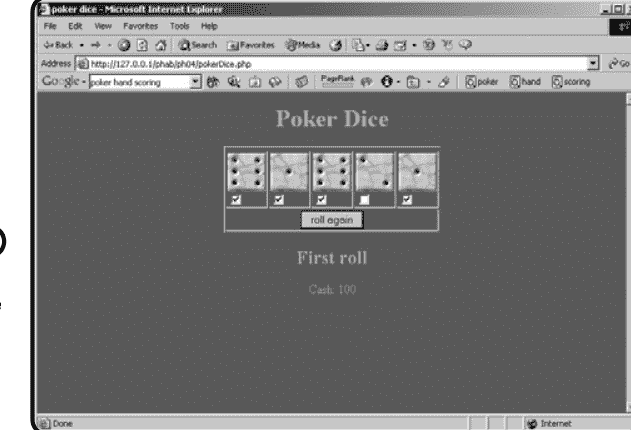 poker dice - Microsoft Internet Explorer
File Edit View Favorites Tools Help
Back Search Favorites Media
Address http://127.0.0.1/phab/ph04/pokerDice.php Go
Google poker hand scoring PageRank poker hand scoring
Poker Dice
roll again
First roll
Cash: 100
Done Internet